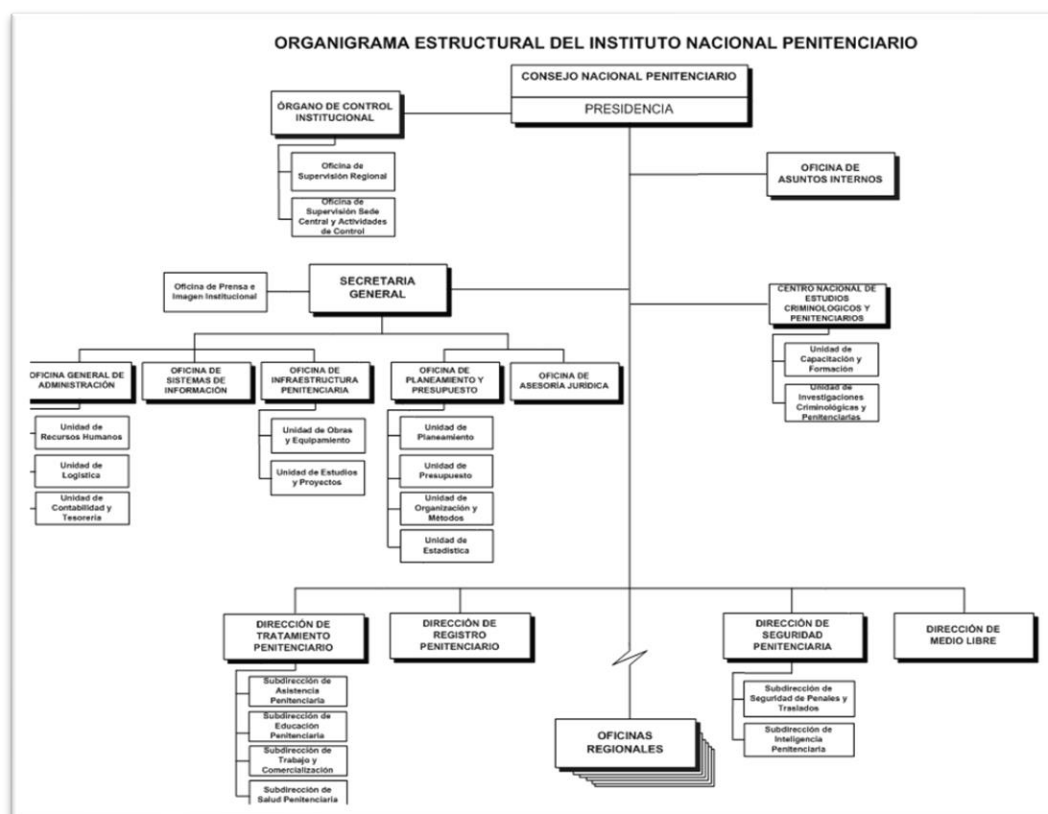 ORGANIGRAMA ESTRUCTURAL DEL INSTITUTO NACIONAL PENITENCIARIO
CONSEJO NACIONAL PENITENCIARIO
PRESIDENCIA
ÓRGANO DE CONTROL
INSTITUCIONAL
Oficina de
Supervisión Regional
Oficina de
Supervisión Sede
Central y Actividades
de Control
OFICINA DE
ASUNTOS INTERNOS
Oficina de Prensa e
Imagen Institucional
SECRETARIA
GENERAL
CENTRO NACIONAL DE
ESTUDIOS
CRIMINOLOGICOS Y
PENITENCIARIOS
Unidad de
Capacitación y
Formación
Unidad de
Investigaciones
Criminológicas y
Penitenciarias
OFICINA GENERAL DE
ADMINISTRACIÓN
Unidad de
Recursos Humanos
Unidad de
Logística
Unidad de
Contabilidad y
Tesorería
OFICINA DE
SISTEMAS DE
INFORMACIÓN
OFICINA DE
INFRAESTRUCTURA
PENITENCIARIA
Unidad de Obras
y Equipamiento
Unidad de Estudios
y Proyectos
OFICINA DE
PLANEAMIENTO Y
PRESUPUESTO
Unidad de
Planeamiento
Unidad de
Presupuesto
Unidad de
Organización y
Métodos
Unidad de
Estadística
OFICINA DE
ASESORÍA JURÍDICA
DIRECCIÓN DE
TRATAMIENTO
PENITENCIARIO
Subdirección de
Asistencia
Penitenciaria
Subdirección de
Educación
Penitenciaria
Subdirección de
Trabajo y
Comercialización
Subdirección de
Salud Penitenciaria
DIRECCIÓN DE
REGISTRO
PENITENCIARIO
OFICINAS
REGIONALES
DIRECCIÓN DE
SEGURIDAD
PENITENCIARIA
Subdirección de
Seguridad de Penales y
Traslados
Subdirección de
Inteligencia
Penitenciaria
DIRECCIÓN DE
MEDIO LIBRE